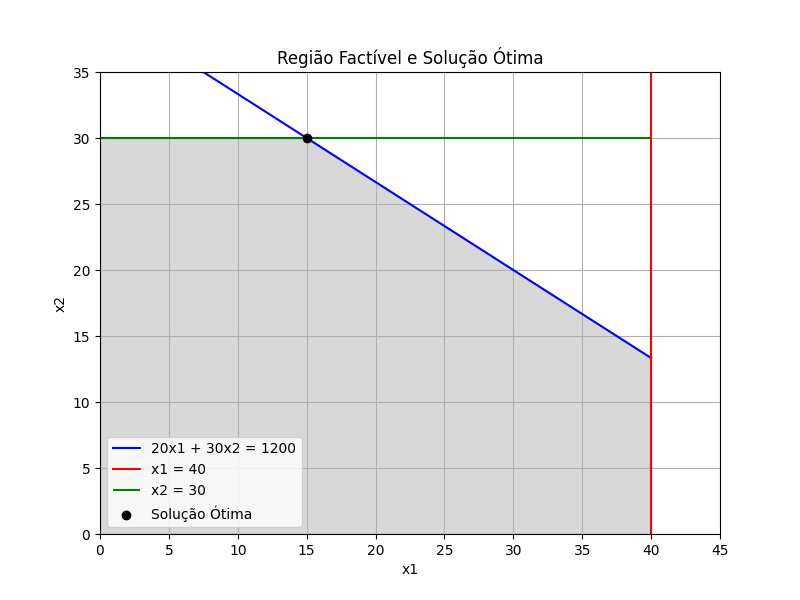 Região Factível e Solução Ótima
35
30
25
20
15
10
5
0
x2
20x1 + 30x2 = 1200
x1 = 40
x2 = 30
Solução Ótima
0 5 10 15 20 25 30 35 40 45
x1